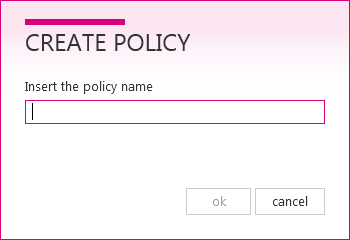 CREATE POLICY
Insert the policy name
ok
cancel